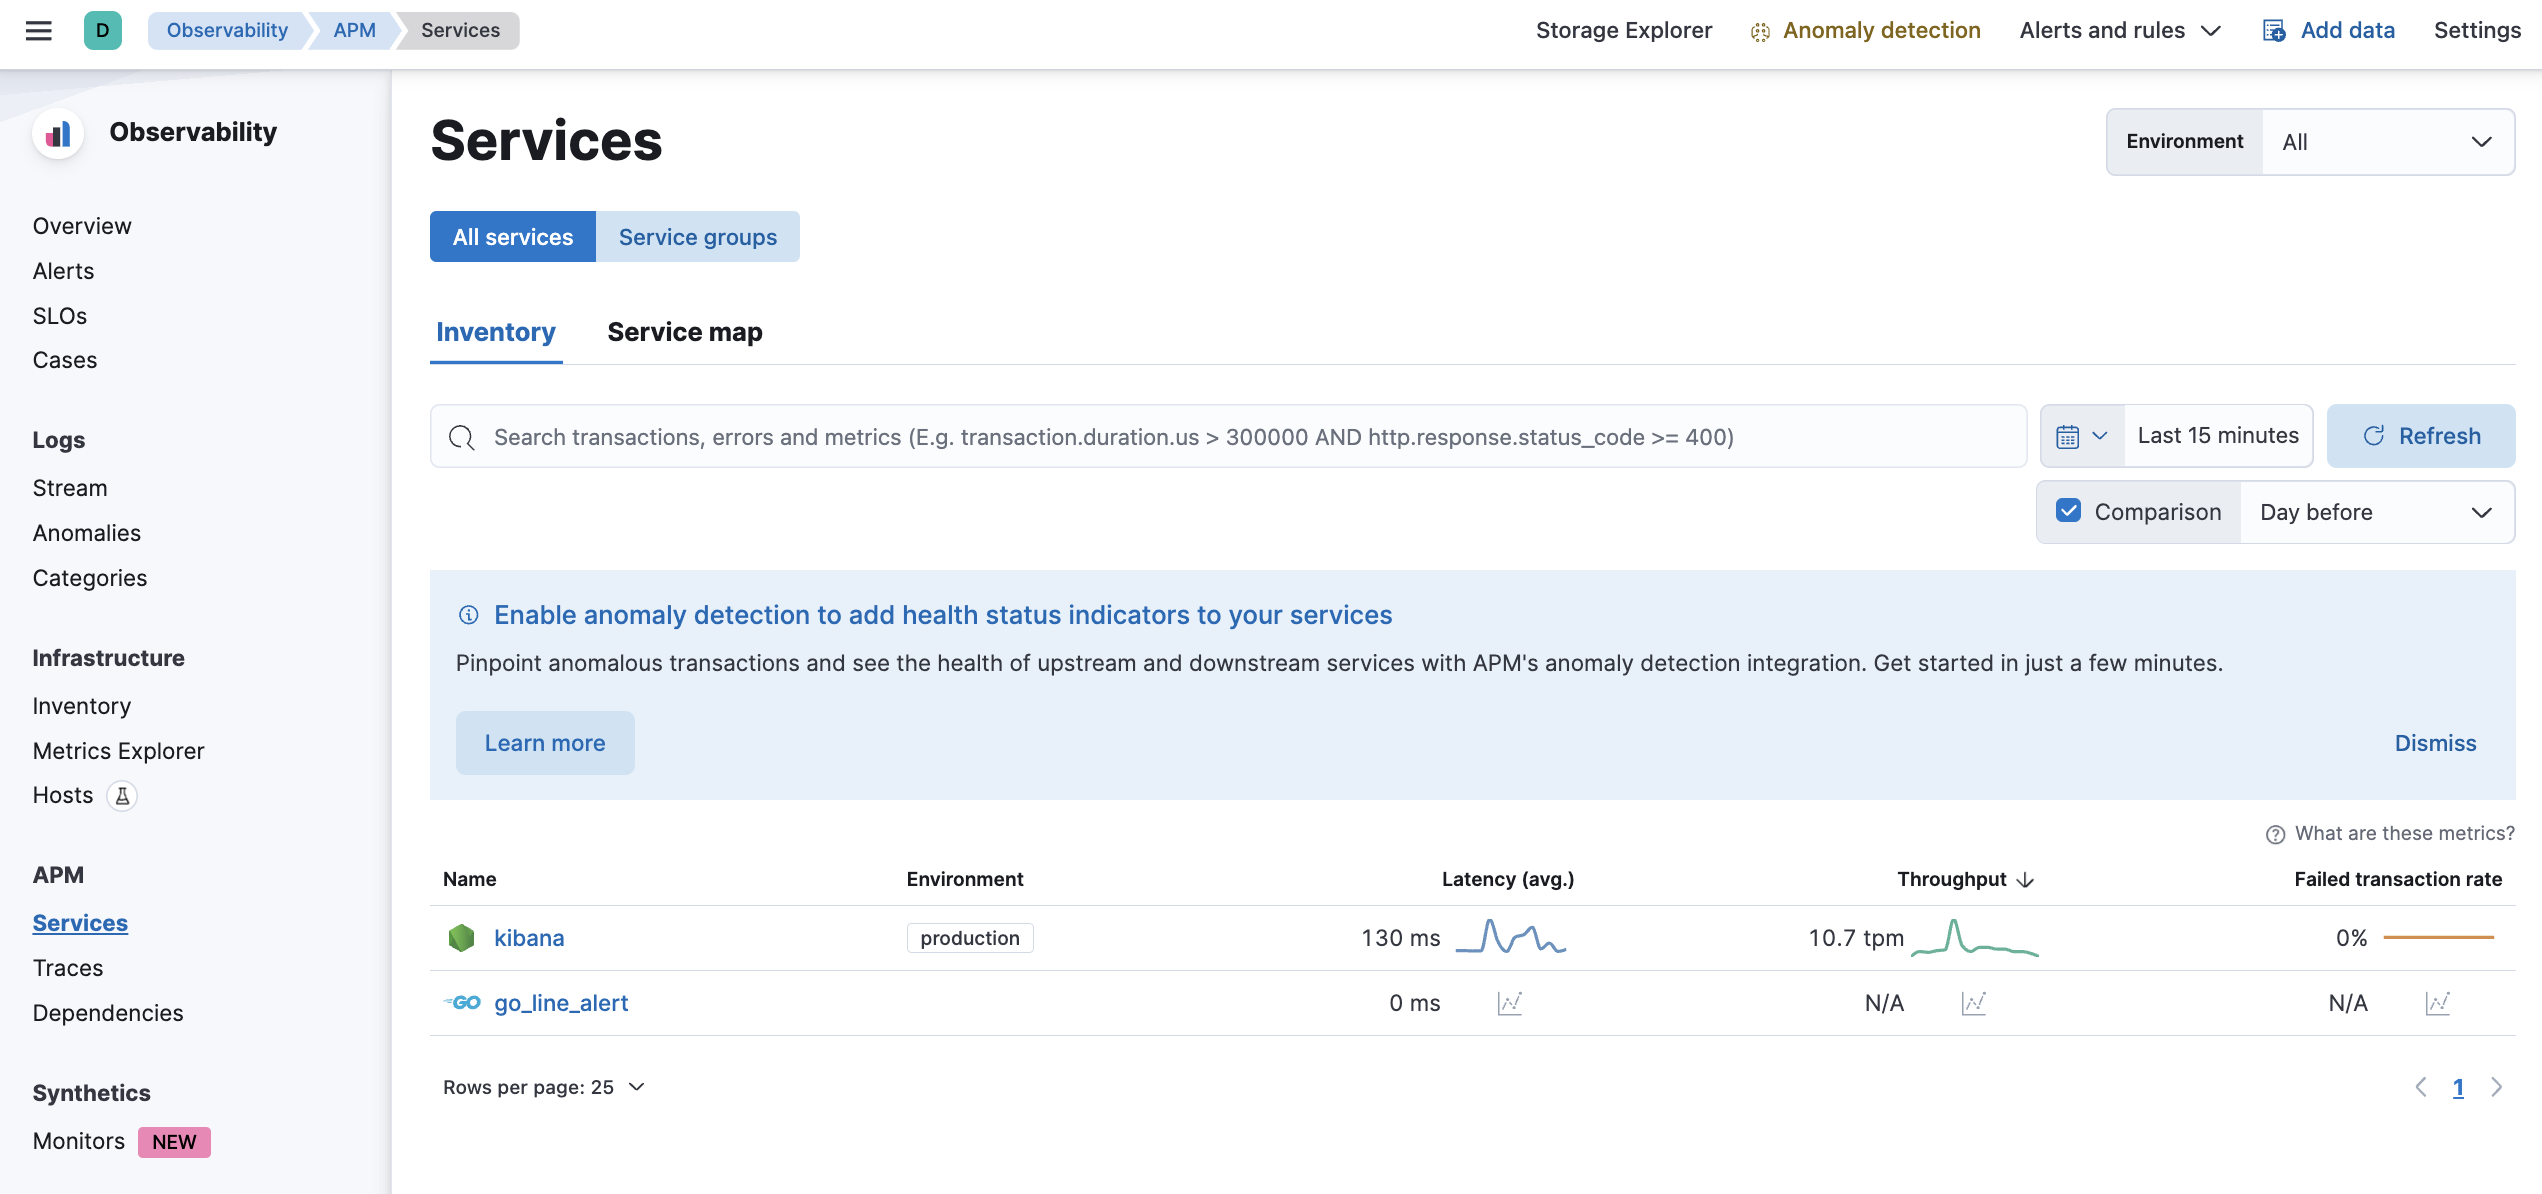 D
Observability
APM
Services
Storage Explorer
Anomaly detection
Alerts and rules
Add data
Settings
Observability
Overview
Alerts
SLOs
Cases
Logs
Stream
Anomalies
Categories
Infrastructure
Inventory
Metrics Explorer
Hosts
APM
Services
Traces
Dependencies
Synthetics
Monitors NEW
Services
Environment All
All services
Service groups
Inventory
Service map
Search transactions, errors and metrics (E.g. transaction.duration.us > 300000 AND http.response.status_code >= 400)
Last 15 minutes
Refresh
Comparison
Day before
Enable anomaly detection to add health status indicators to your services
Pinpoint anomalous transactions and see the health of upstream and downstream services with APM's anomaly detection integration. Get started in just a few minutes.
Learn more
Dismiss
What are these metrics?
Name Environment Latency (avg.) Throughput Failed transaction rate
kibana production 130 ms 10.7 tpm 0%
GO go_line_alert 0 ms N/A N/A
Rows per page: 25
1